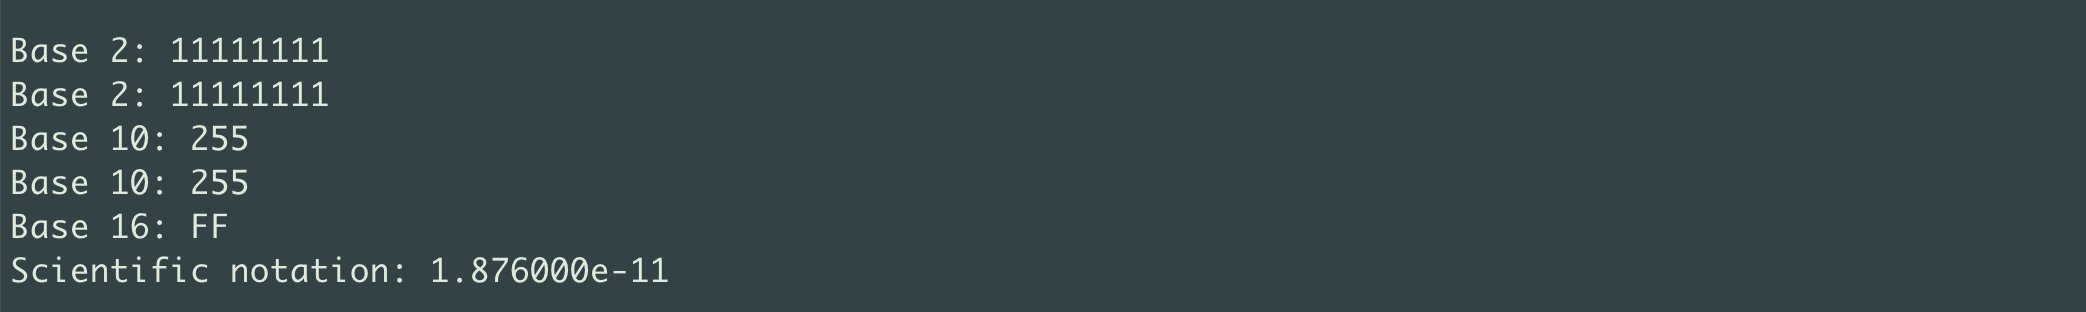 Base 2: 11111111
Base 2: 11111111
Base 10: 255
Base 10: 255
Base 16: FF
Scientific notation: 1.876000e-11